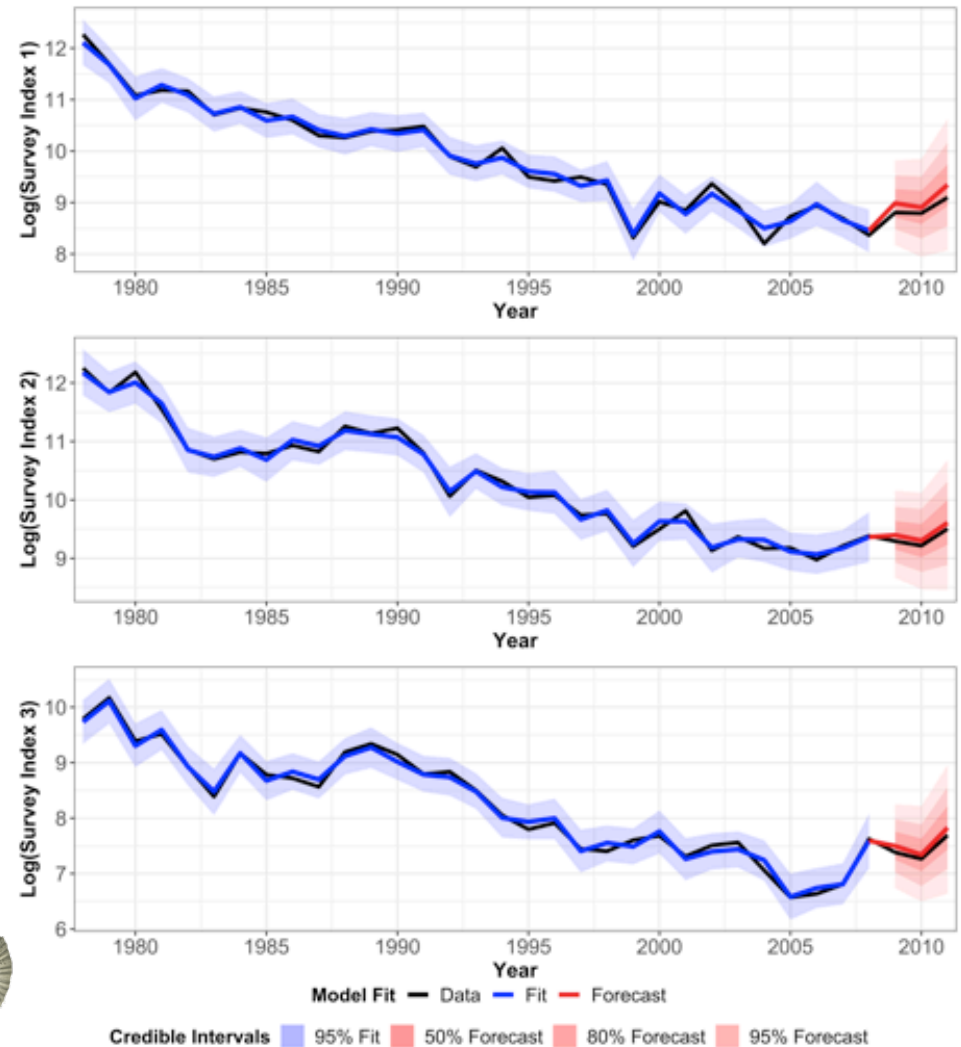 Log(Survey Index 1)
12
11
10
9
8
1980 1985 1990 1995 2000 2005 2010
Year
Log(Survey Index 2)
12
11
10
9
1980 1985 1990 1995 2000 2005 2010
Year
Log(Survey Index 3)
10
9
8
7
6
1980 1985 1990 1995 2000 2005 2010
Year
Model Fit Data Fit Forecast
Credible Intervals 95% Fit 50% Forecast 80% Forecast 95% Forecast